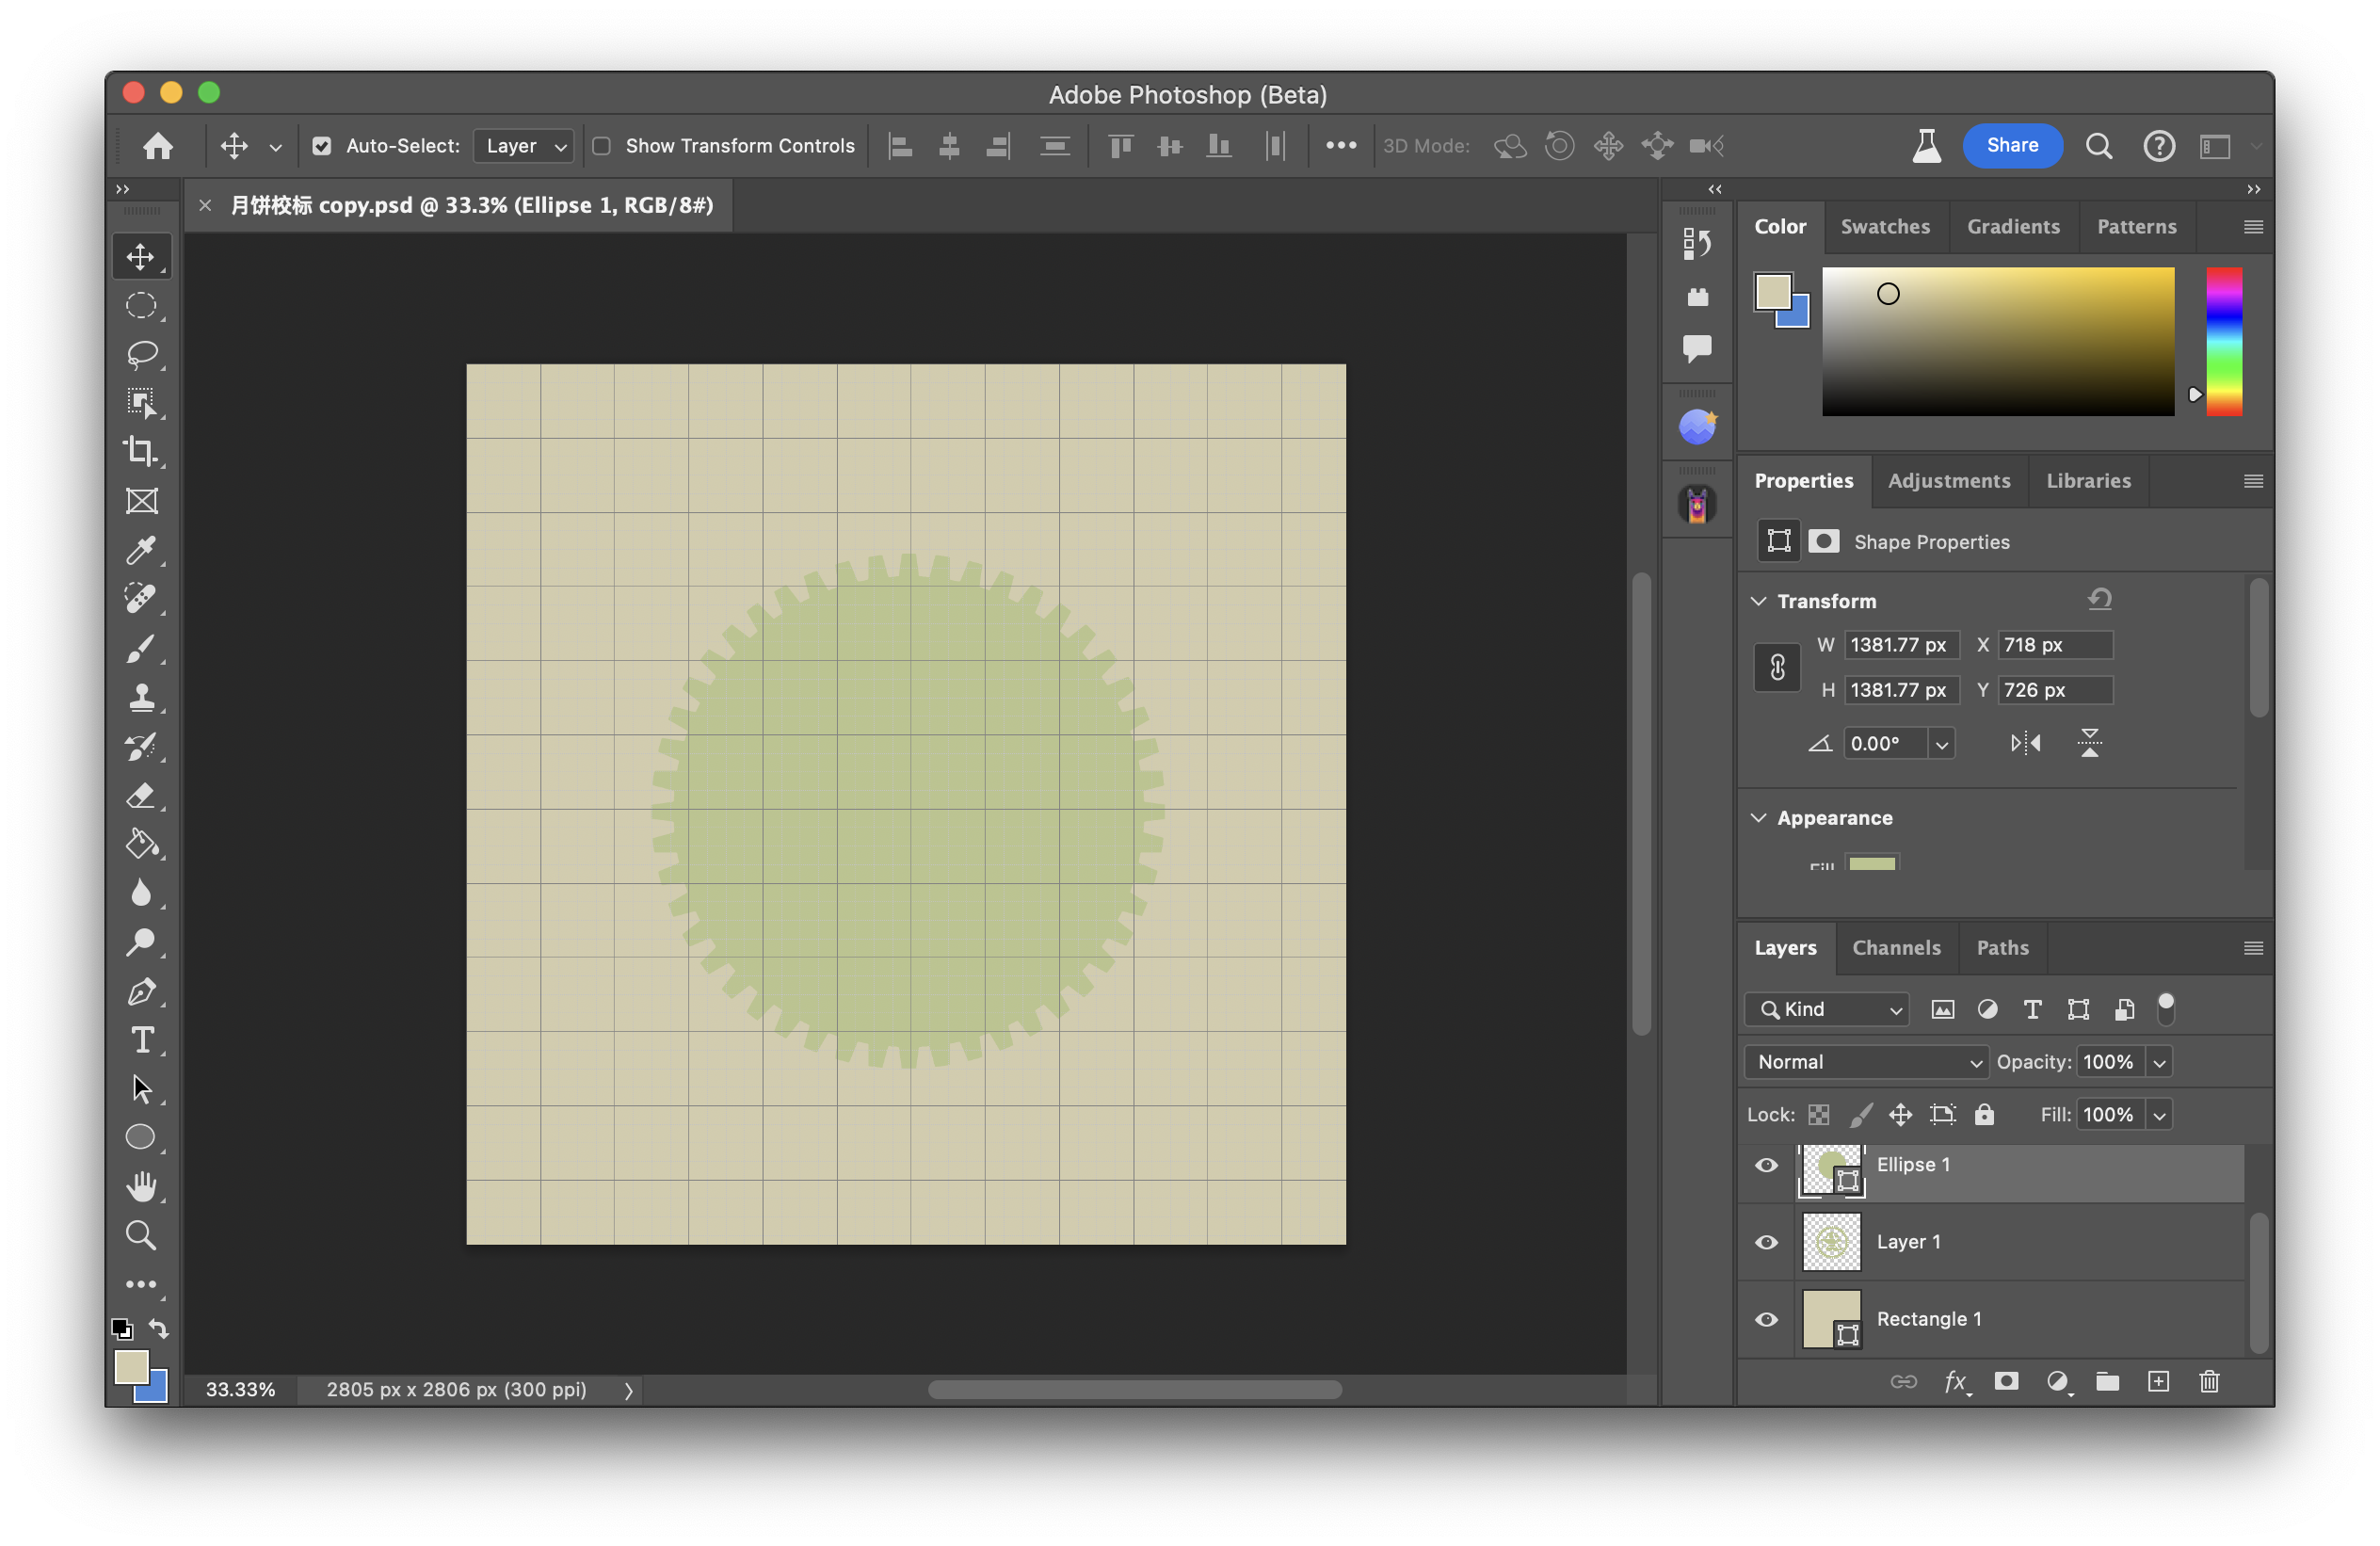 Adobe Photoshop (Beta)
Auto-Select: Layer Show Transform Controls 3D Mode: Share
月饼校标 copy.psd @ 33.3% (Ellipse 1, RGB/8#)
Color Swatches Gradients Patterns
Properties Adjustments Libraries
Shape Properties
Transform
W 1381.77 px X 718 px
H 1381.77 px Y 726 px
0.00°
Appearance
Fill
Layers Channels Paths
Kind
Normal Opacity: 100%
Lock: Fill: 100%
Ellipse 1
Layer 1
Rectangle 1
fx
33.33% 2805 px x 2806 px (300 ppi)